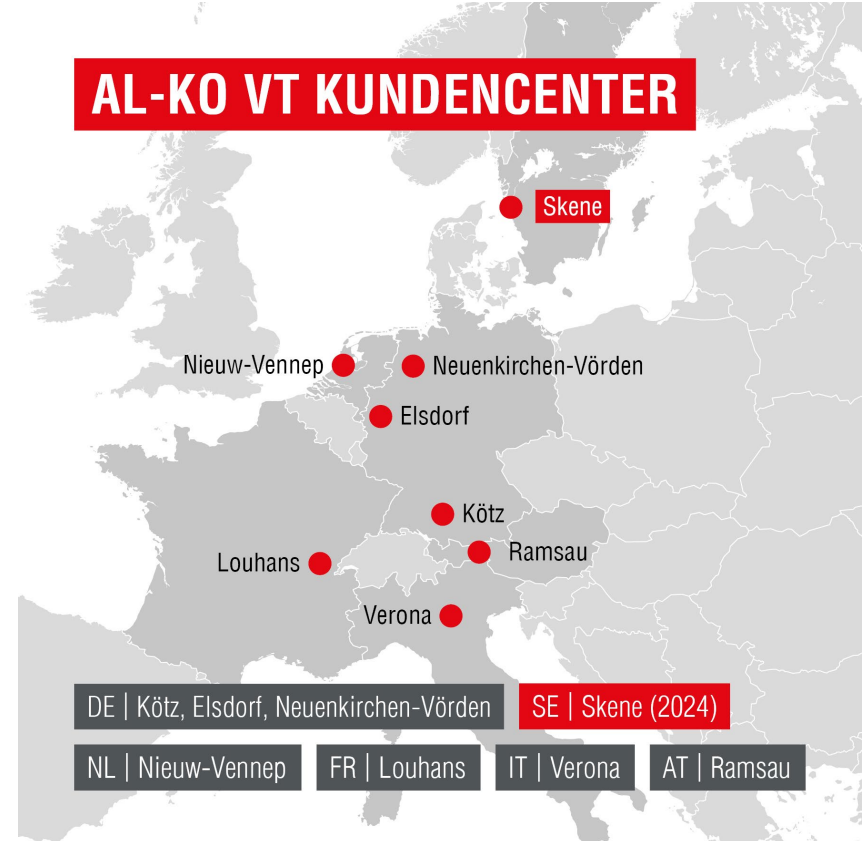 AL-KO VT KUNDENCENTER
Skene
Nieuw-Vennep
Neuenkirchen-Vörden
Elsdorf
Kötz
Ramsau
Louhans
Verona
DE | Kötz, Elsdorf, Neuenkirchen-Vörden
SE | Skene (2024)
NL | Nieuw-Vennep
FR | Louhans
IT | Verona
AT | Ramsau